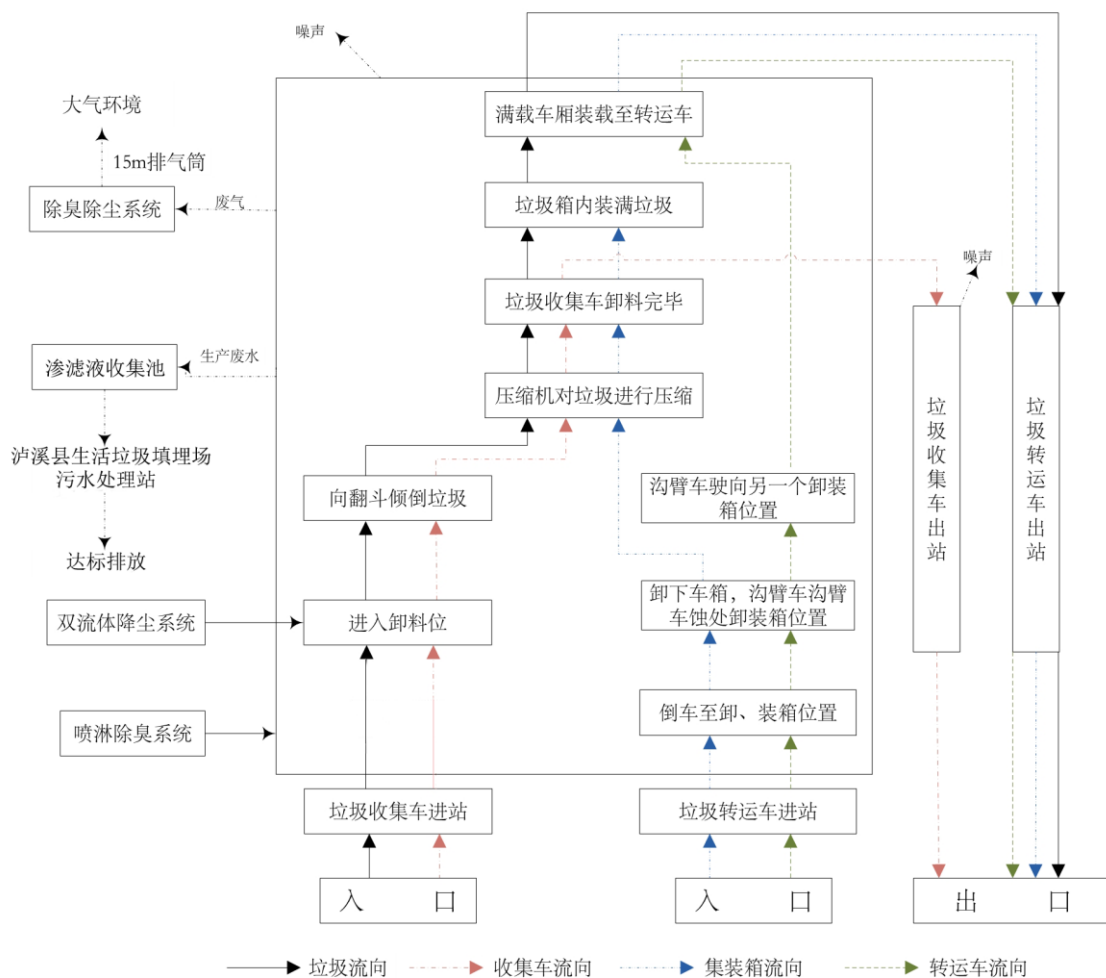 噪声
大气环境
满载车厢装载至转运车
15m排气筒
除臭除尘系统
废气
垃圾箱内装满垃圾
噪声
垃圾收集车卸料完毕
生产废水
渗滤液收集池
压缩机对垃圾进行压缩
垃圾收集车出站
垃圾转运车出站
泸溪县生活垃圾填埋场
污水处理站
向翻斗倾倒垃圾
沟臂车驶向另一个卸装
箱位置
达标排放
卸下车箱，沟臂车沟臂
车蚀处卸装箱位置
双流体降尘系统
进入卸料位
倒车至卸、装箱位置
喷淋除臭系统
垃圾收集车进站
垃圾转运车进站
入 口
入 口
出 口
垃圾流向
收集车流向
集装箱流向
转运车流向